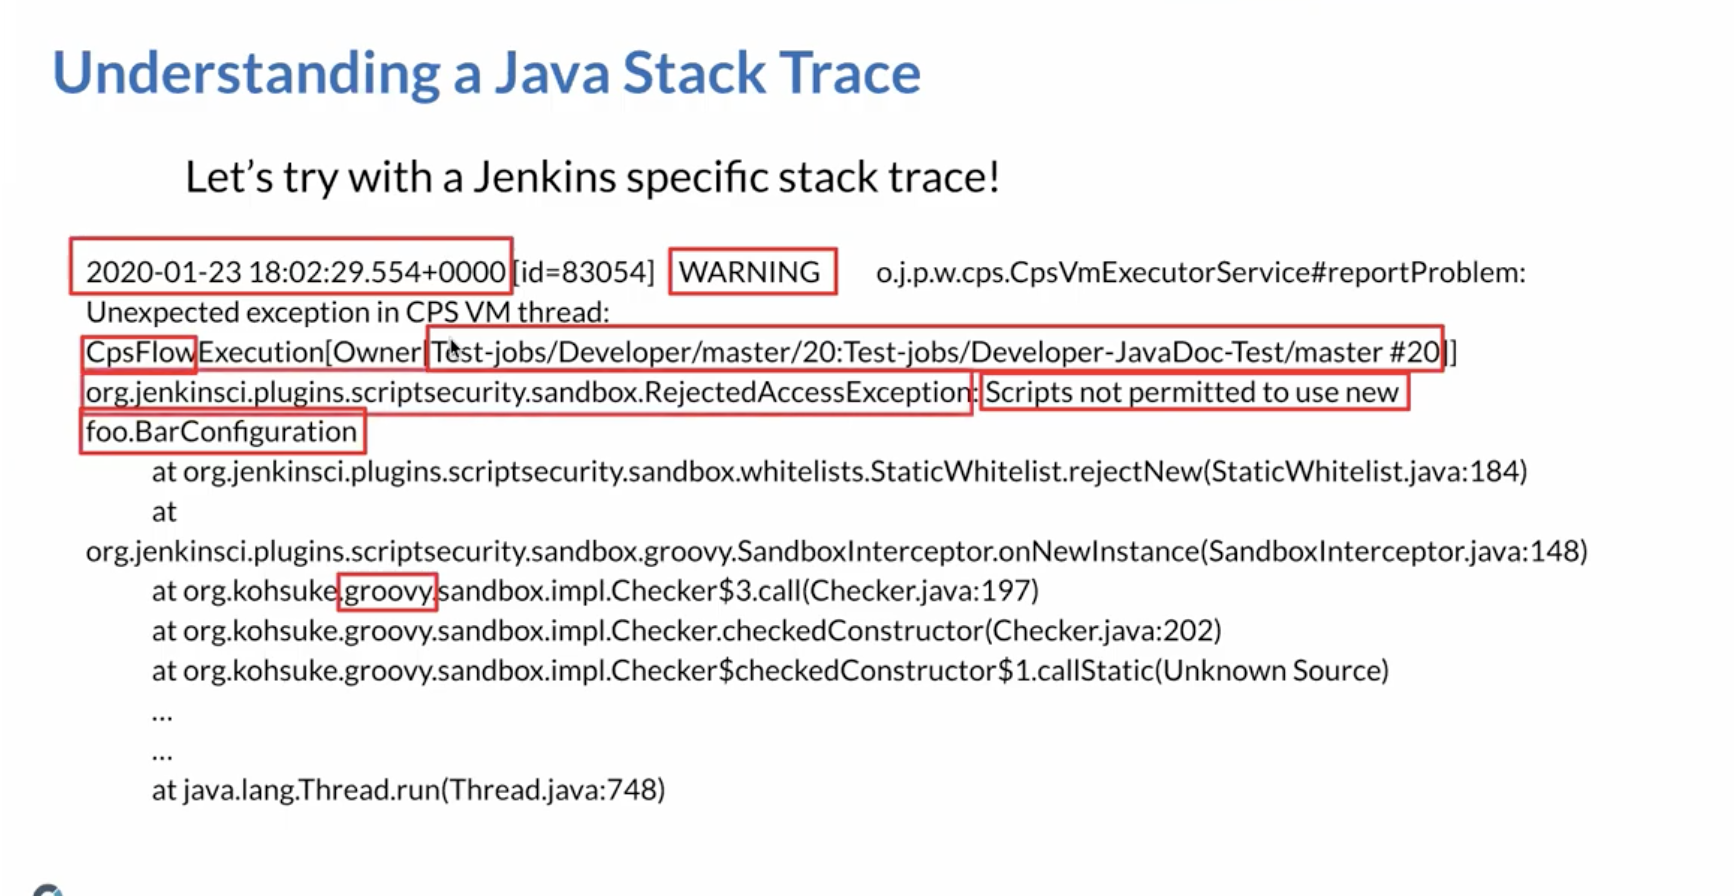 Understanding a Java Stack Trace
Let’s try with a Jenkins specific stack trace!
2020-01-23 18:02:29.554+0000 [id=83054] WARNING o.j.p.w.cps.CpsVmExecutorService#reportProblem:
Unexpected exception in CPS VM thread:
CpsFlowExecution[Owner[Test-jobs/Developer/master/20:Test-jobs/Developer-JavaDoc-Test/master #20]]
org.jenkinsci.plugins.scriptsecurity.sandbox.RejectedAccessException: Scripts not permitted to use new
foo.BarConfiguration
at org.jenkinsci.plugins.scriptsecurity.sandbox.whitelists.StaticWhitelist.rejectNew(StaticWhitelist.java:184)
at
org.jenkinsci.plugins.scriptsecurity.sandbox.groovy.SandboxInterceptor.onNewInstance(SandboxInterceptor.java:148)
at org.kohsuke.groovy.sandbox.impl.Checker$3.call(Checker.java:197)
at org.kohsuke.groovy.sandbox.impl.Checker.checkedConstructor(Checker.java:202)
at org.kohsuke.groovy.sandbox.impl.Checker$checkedConstructor$1.callStatic(Unknown Source)
...
...
at java.lang.Thread.run(Thread.java:748)